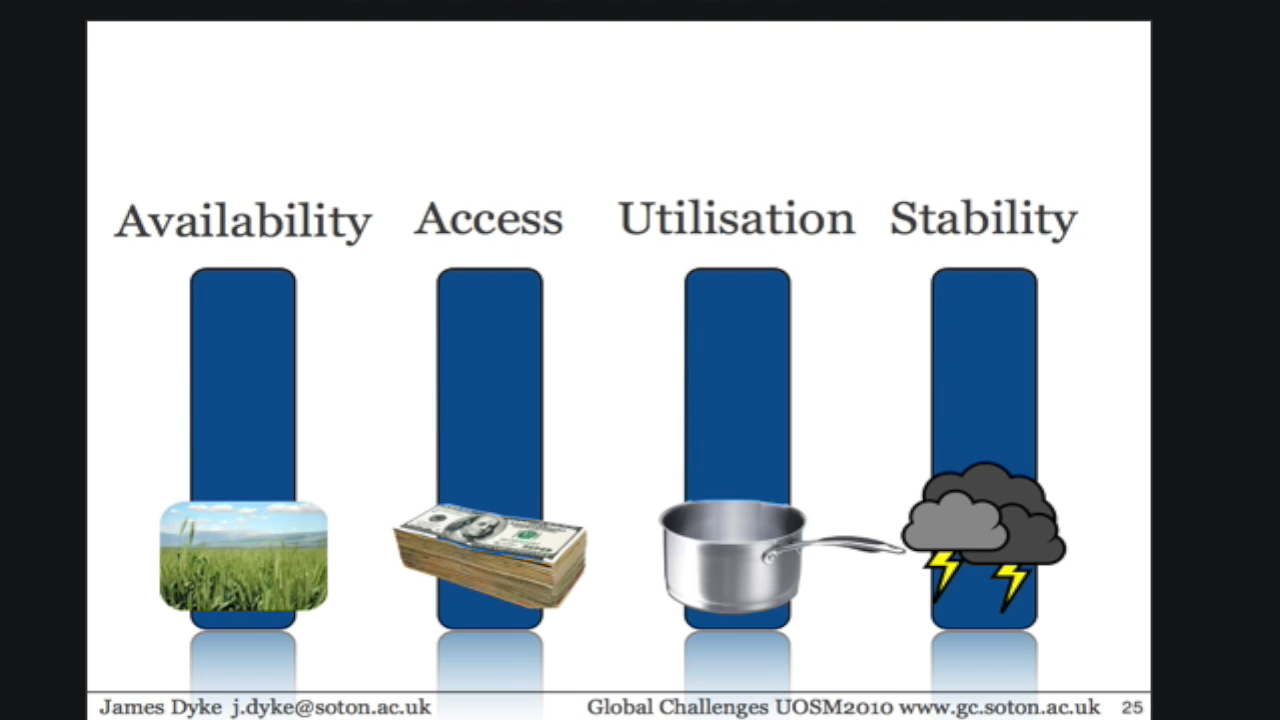 Availability Access Utilisation Stability
James Dyke j.dyke@soton.ac.uk Global Challenges UOSM2010 www.gc.soton.ac.uk 25